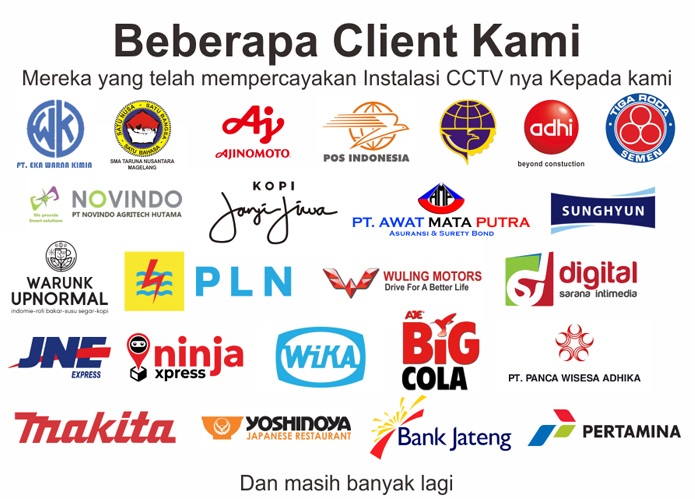 Beberapa Client Kami
Mereka yang telah mempercayakan Instalasi CCTV nya Kepada kami
WK
PT. EKA WARNA KIMIA
SATU NUSA - SATU BANGSA
SATU BAHASA
SMA TARUNA NUSANTARA
MAGELANG
Aj
AJINOMOTO
POS INDONESIA
adhi
beyond constuction
TIGA RODA
SEMEN
We provide
Smart solutions
NOVINDO
PT NOVINDO AGRITECH HUTAMA
KOPI
Janji Jiwa
AMP
PT. AWAT MATA PUTRA
Asuransi & Surety Bond
SUNGHYUN
WARUNK
UPNORMAL
indomie-roti bakar-susu segar-kopi
PLN
WULING MOTORS
Drive For A Better Life
digital
sarana intimedia
JNE
EXPRESS
ninja
xpress
WiKA
AJE
BIG
COLA
PT. PANCA WISESA ADHIKA
makita
YOSHINOYA
JAPANESE RESTAURANT
Bank Jateng
PERTAMINA
Dan masih banyak lagi